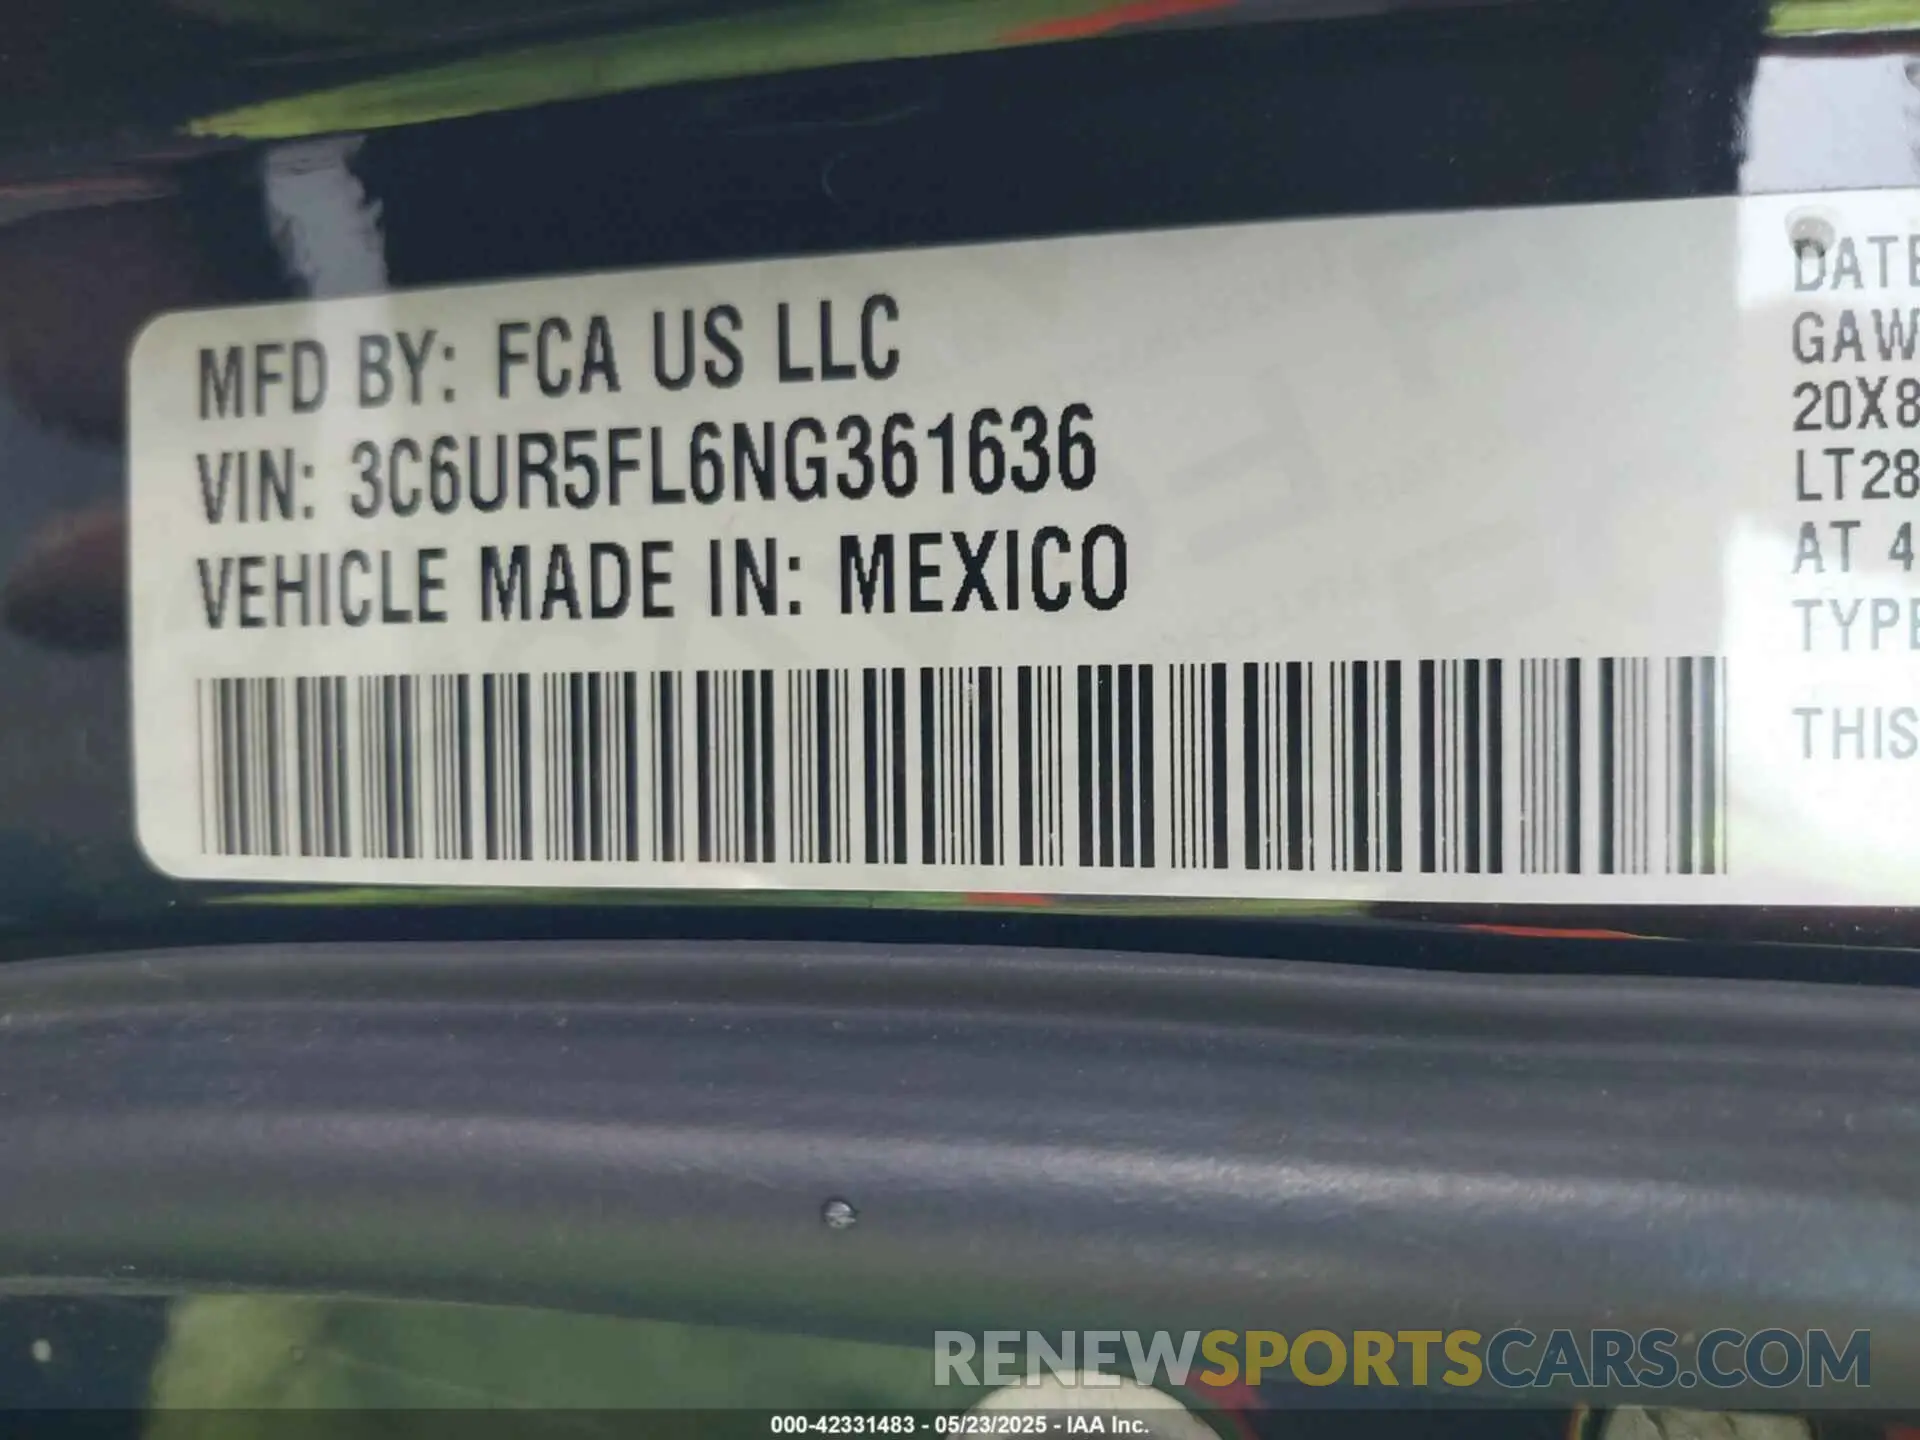 MFD BY: FCA US LLC
VIN: 3C6UR5FL6NG361636
VEHICLE MADE IN: MEXICO
DATE
GAW
20X8
LT28
AT 4
TYPE
THIS
RENEWSPORTSCARS.COM
000-42331483 - 05/23/2025 - IAA Inc.